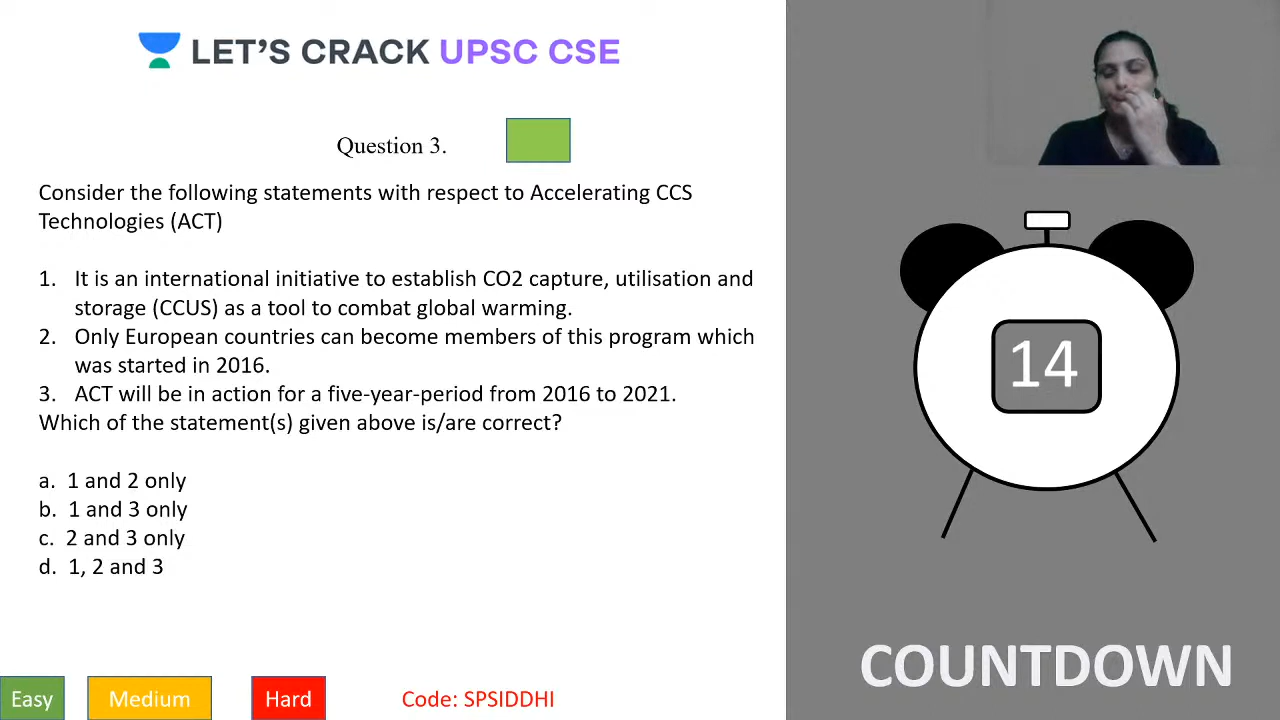 LET'S CRACK UPSC CSE
Question 3.
Consider the following statements with respect to Accelerating CCS
Technologies (ACT)
1. It is an international initiative to establish CO2 capture, utilisation and
storage (CCUS) as a tool to combat global warming.
2. Only European countries can become members of this program which
was started in 2016.
3. ACT will be in action for a five-year-period from 2016 to 2021.
Which of the statement(s) given above is/are correct?
a. 1 and 2 only
b. 1 and 3 only
c. 2 and 3 only
d. 1, 2 and 3
Easy
Medium
Hard
Code: SPSIDDHI
14
COUNTDOWN